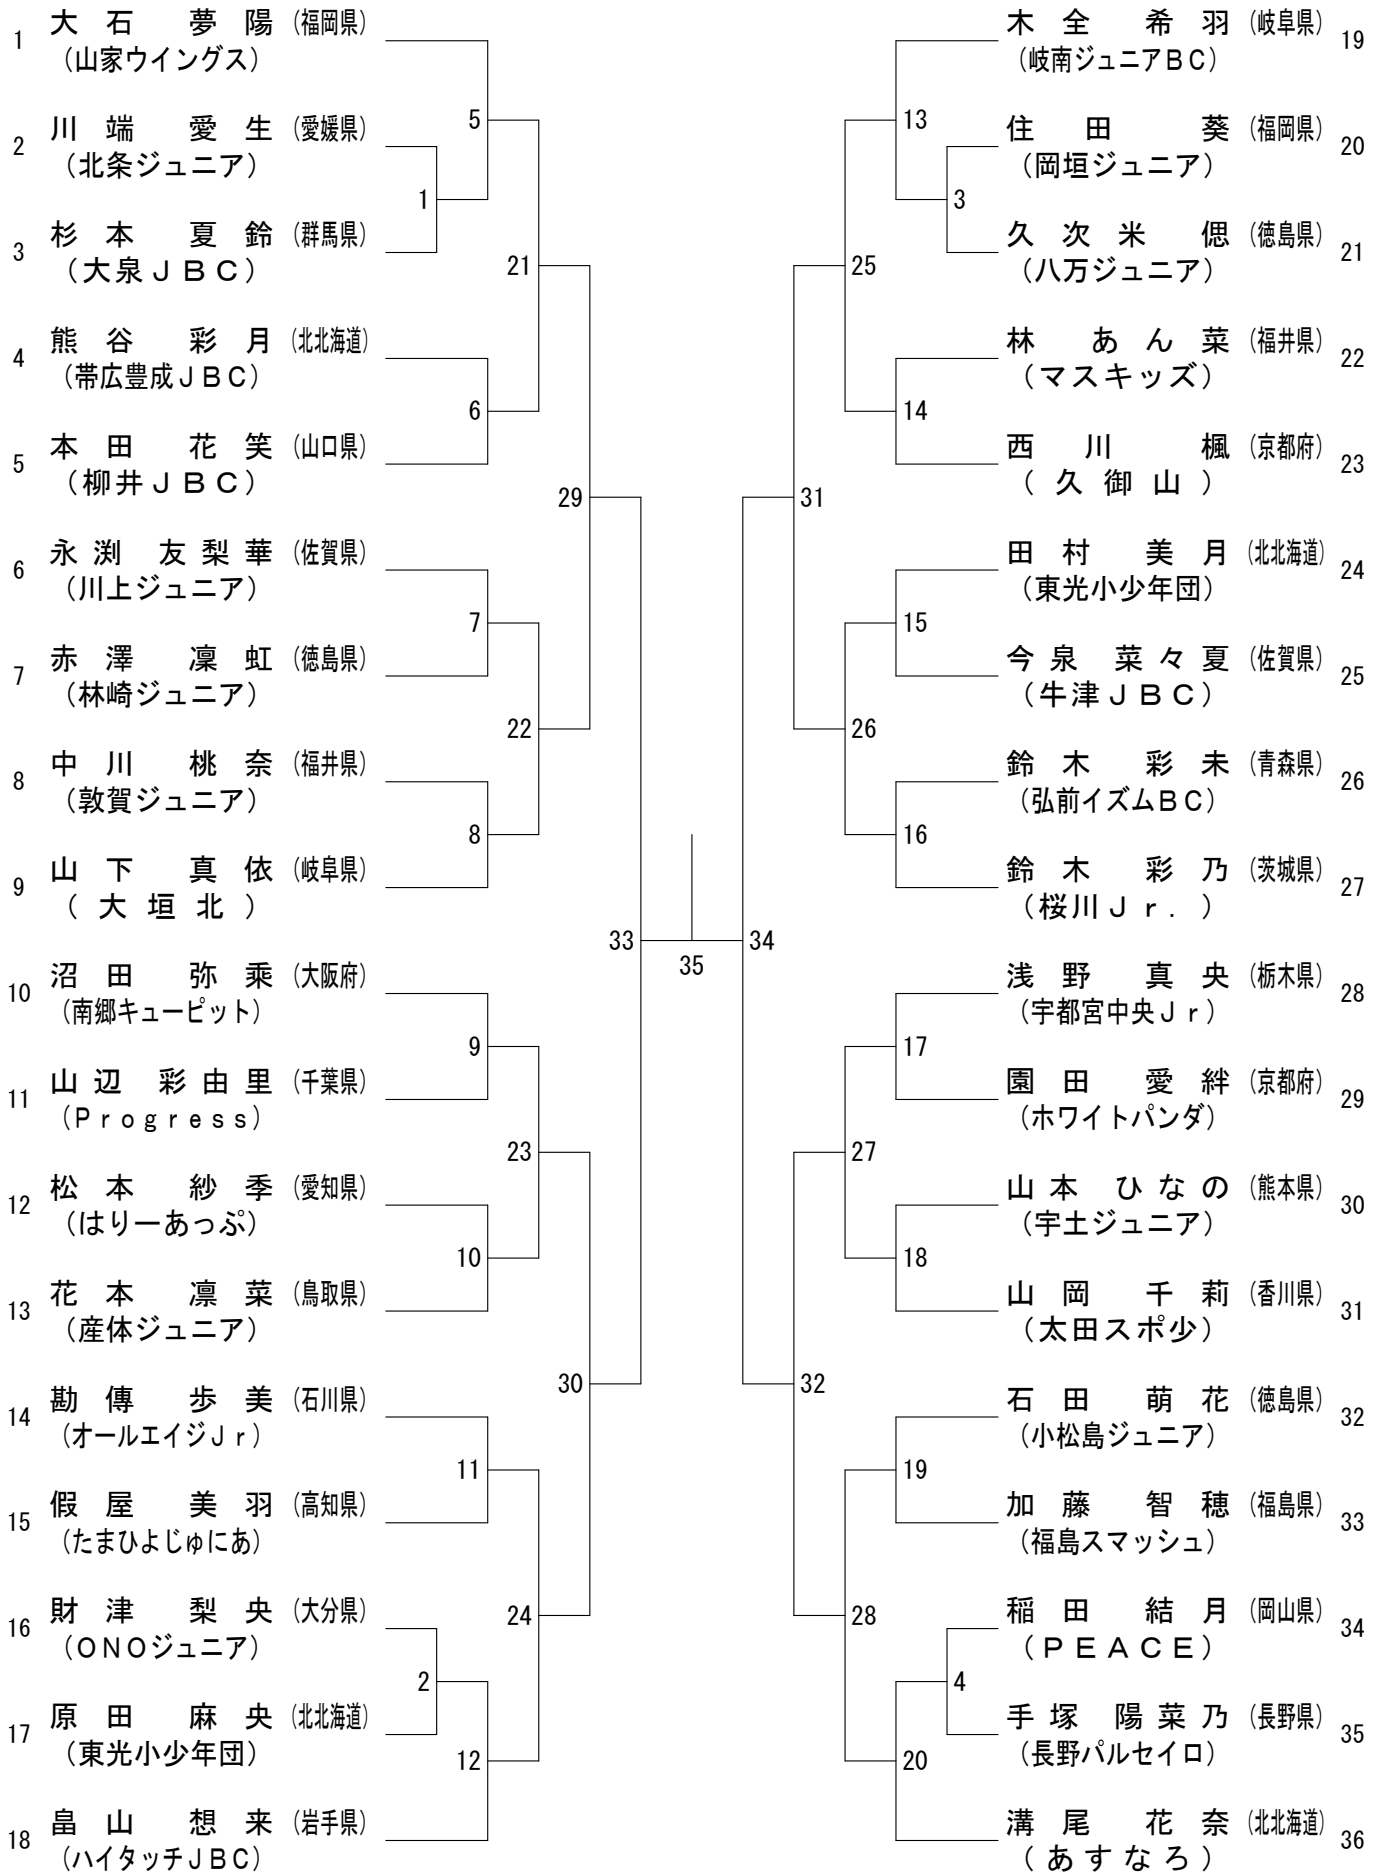 1 大石 夢陽 (福岡県)
(山家ウイングス)
2 川端 愛生 (愛媛県)
(北条ジュニア)
3 杉本 夏鈴 (群馬県)
(大泉ＪＢＣ)
4 熊谷 彩月 (北北海道)
(帯広豊成ＪＢＣ)
5 本田 花笑 (山口県)
(柳井ＪＢＣ)
6 永渕 友梨華 (佐賀県)
(川上ジュニア)
7 赤澤 凜虹 (徳島県)
(林崎ジュニア)
8 中川 桃奈 (福井県)
(敦賀ジュニア)
9 山下 真依 (岐阜県)
(大垣北)
10 沼田 弥乘 (大阪府)
(南郷キューピット)
11 山辺 彩由里 (千葉県)
(Ｐｒｏｇｒｅｓｓ)
12 松本 紗季 (愛知県)
(はりーあっぷ)
13 花本 凛菜 (鳥取県)
(産体ジュニア)
14 勘傳 歩美 (石川県)
(オールエイジＪｒ)
15 假屋 美羽 (高知県)
(たまひよじゅにあ)
16 財津 梨央 (大分県)
(ＯＮＯジュニア)
17 原田 麻央 (北北海道)
(東光小少年団)
18 畠山 想来 (岩手県)
(ハイタッチＪＢＣ)
5
1
21
6
29
7
22
8
33
9
23
10
30
11
24
2
12
35
34
13
3
25
14
31
15
26
16
17
27
18
32
19
28
4
20
木全 希羽 (岐阜県) 19
(岐南ジュニアＢＣ)
住田 葵 (福岡県) 20
(岡垣ジュニア)
久次米 偲 (徳島県) 21
(八万ジュニア)
林 あん菜 (福井県) 22
(マスキッズ)
西川 楓 (京都府) 23
(久御山)
田村 美月 (北北海道) 24
(東光小少年団)
今泉 菜々夏 (佐賀県) 25
(牛津ＪＢＣ)
鈴木 彩未 (青森県) 26
(弘前イズムＢＣ)
鈴木 彩乃 (茨城県) 27
(桜川Ｊｒ．)
浅野 真央 (栃木県) 28
(宇都宮中央Ｊｒ)
園田 愛絆 (京都府) 29
(ホワイトパンダ)
山本 ひなの (熊本県) 30
(宇土ジュニア)
山岡 千莉 (香川県) 31
(太田スポ少)
石田 萌花 (徳島県) 32
(小松島ジュニア)
加藤 智穂 (福島県) 33
(福島スマッシュ)
稲田 結月 (岡山県) 34
(ＰＥＡＣＥ)
手塚 陽菜乃 (長野県) 35
(長野パルセイロ)
溝尾 花奈 (北北海道) 36
(あすなろ)